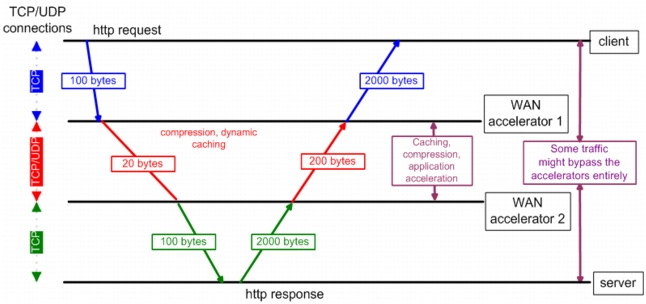 TCP/UDP
connections
http request
client
TCP
100 bytes
2000 bytes
WAN
accelerator 1
TCP/UDP
compression, dynamic
caching
20 bytes
200 bytes
Caching,
compression,
application
acceleration
Some traffic
might bypass the
accelerators entirely
WAN
accelerator 2
TCP
100 bytes
2000 bytes
http response
server